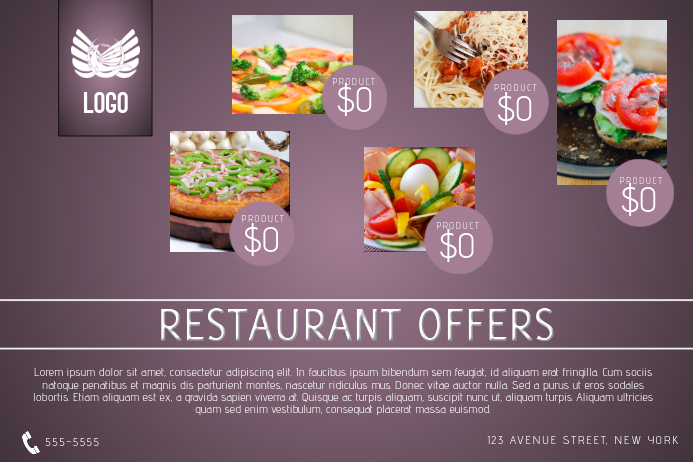 LOGO
PRODUCT
$0
PRODUCT
$0
PRODUCT
$0
PRODUCT
$0
PRODUCT
$0
RESTAURANT OFFERS
Lorem ipsum dolor sit amet, consectetur adipiscing elit. In faucibus ipsum bibendum sem feugiat, id aliquam erat fringilla. Cum sociis
natoque penatibus et magnis dis parturient montes, nascetur ridiculus mus. Donec vitae auctor nulla. Sed a purus ut eros sodales
lobortis. Etiam aliquam est ex, a gravida sapien viverra at. Quisque ac turpis aliquam, suscipit nunc ut, aliquam turpis. Aliquam ultricies
quam sed enim vestibulum, consequat placerat massa euismod.
555-5555
123 AVENUE STREET, NEW YORK